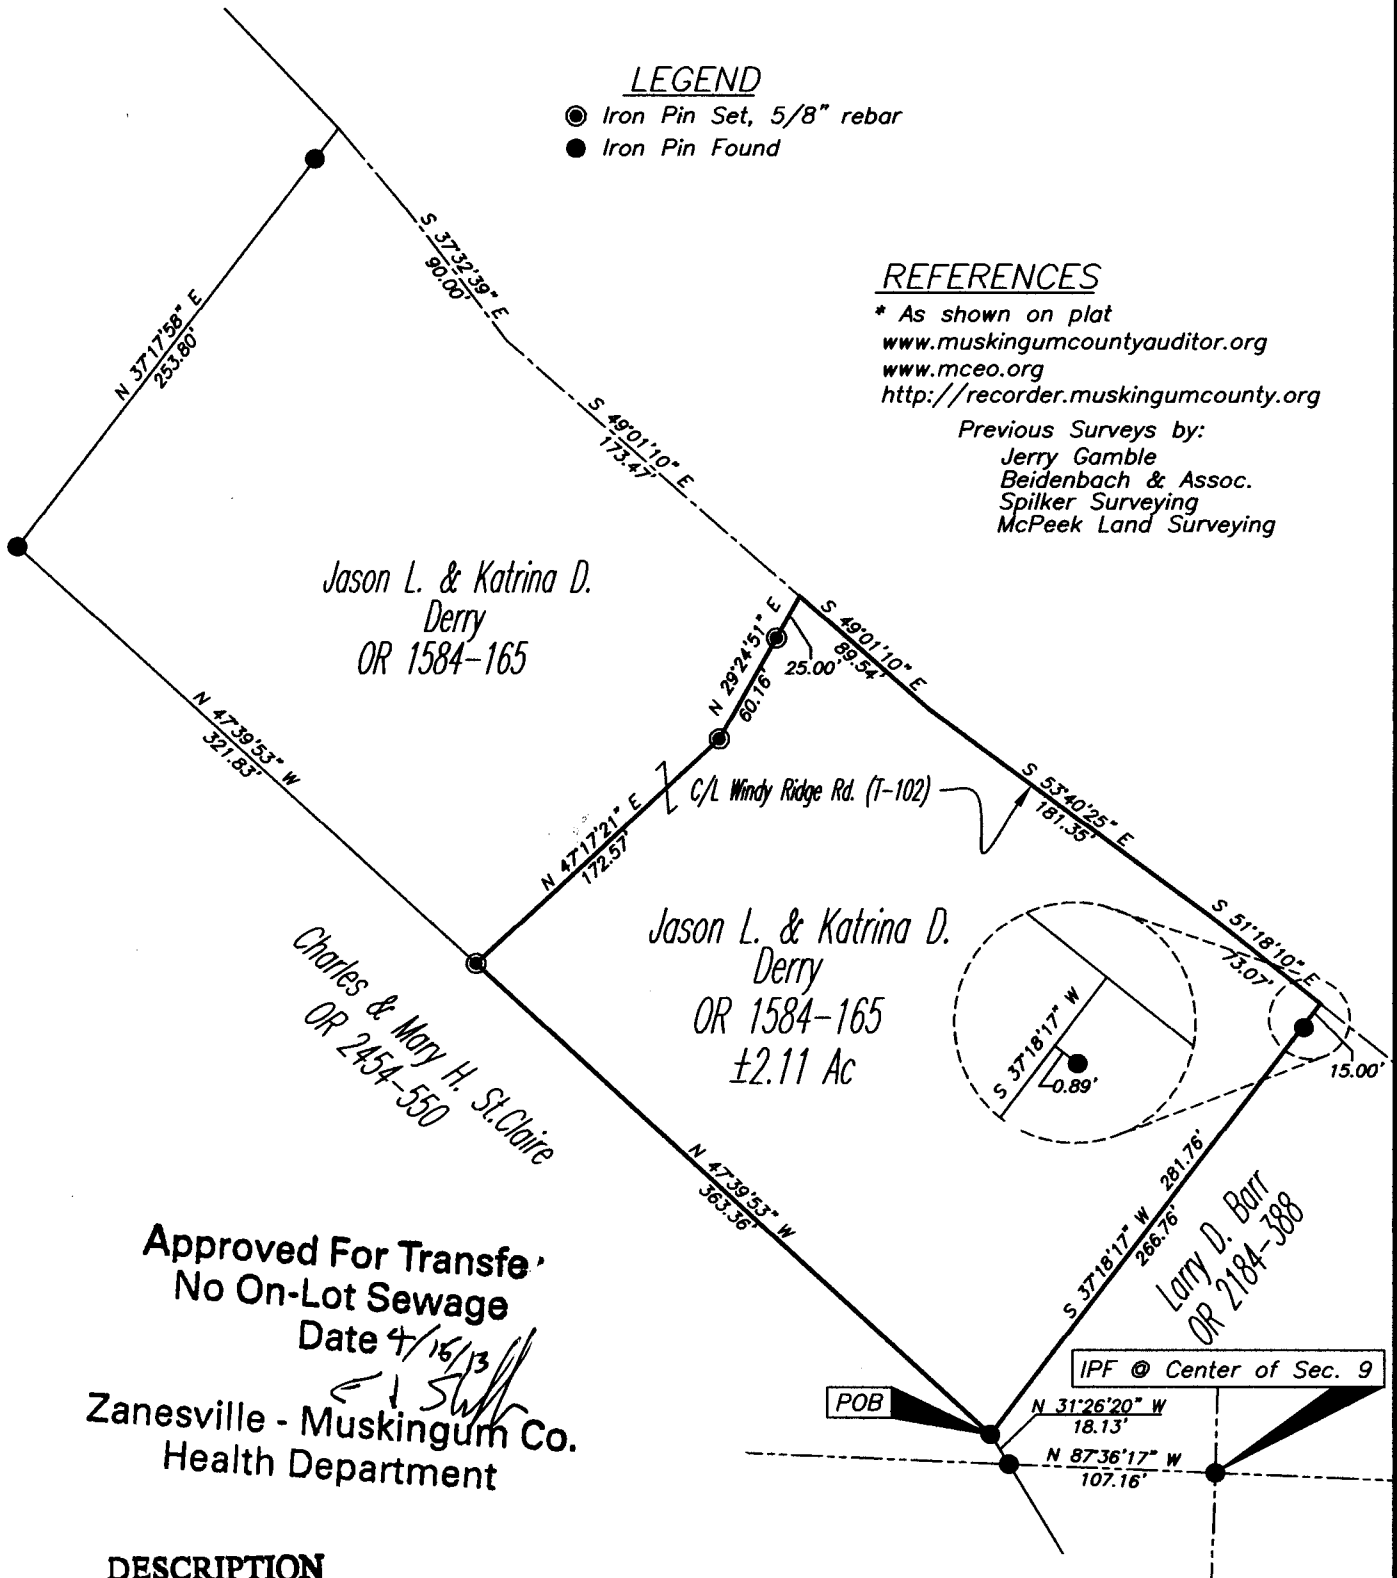 LEGEND
Iron Pin Set, 5/8" rebar
Iron Pin Found
S 37°32'39" E
90.00'
N 37°17'58" E
253.80'
REFERENCES
* As shown on plat
www.muskingumcountyauditor.org
www.mceo.org
http://recorder.muskingumcounty.org
Previous Surveys by:
Jerry Gamble
Beidenbach & Assoc.
Spilker Surveying
McPeek Land Surveying
S 49°01'10" E
173.47'
Jason L. & Katrina D.
Derry
OR 1584-165
N 29°24'51" E
60.16'
25.00'
S 49°01'10" E
89.54'
N 47°39'53" W
321.83'
C/L Windy Ridge Rd. (T-102)
S 53°40'25" E
181.35'
N 47°17'21" E
172.57'
S 51°18'10" E
73.07'
Jason L. & Katrina D.
Derry
OR 1584-165
±2.11 Ac
S 37°18'17" W
0.89'
15.00'
Charles & Mary H. St.Claire
OR 2454-550
N 47°39'53" W
363.36'
S 37°18'17" W 281.76'
266.76'
Larry D. Barr
OR 2184-388
Approved For Transfe
No On-Lot Sewage
Date 4/16/13
Zanesville - Muskingum Co.
Health Department
IPF @ Center of Sec. 9
POB
N 31°26'20" W
18.13'
N 87°36'17" W
107.16'
DESCRIPTION